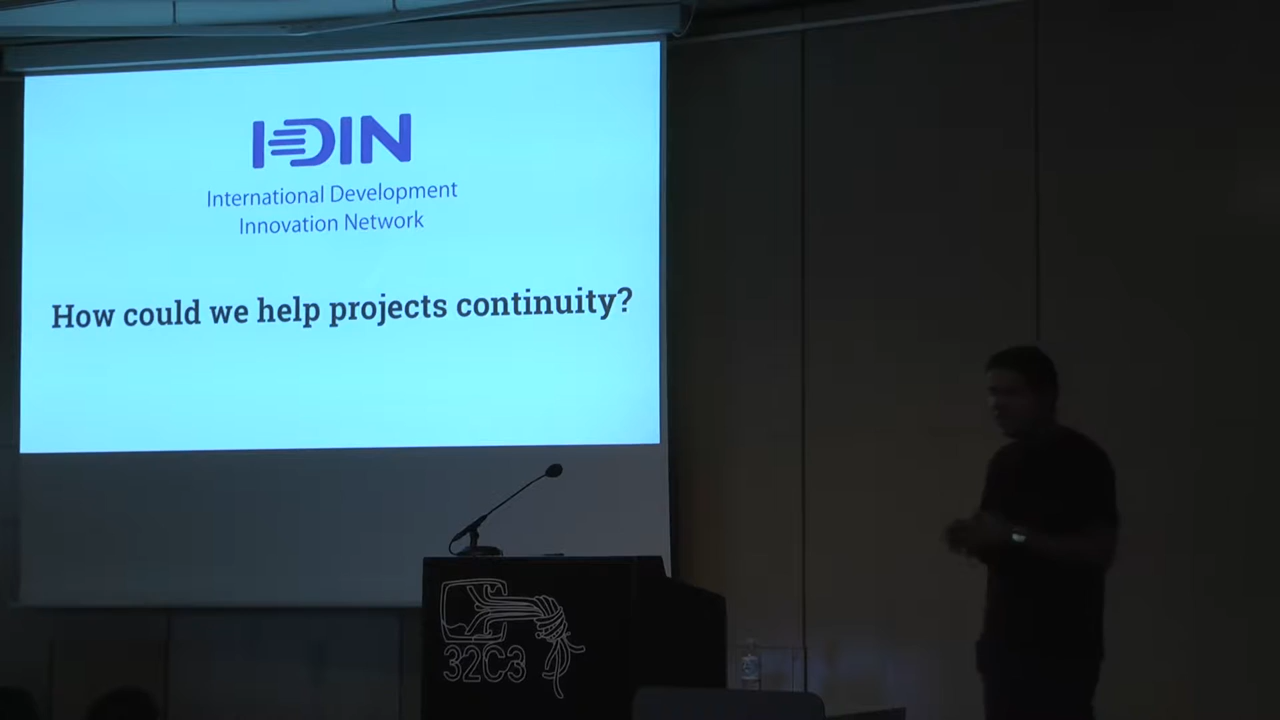 IDIN
International Development
Innovation Network
How could we help projects continuity?
32C3